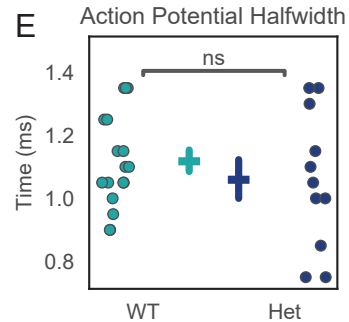 E
Action Potential Halfwidth
ns
Time (ms)
1.4
1.2
1.0
0.8
WT
Het